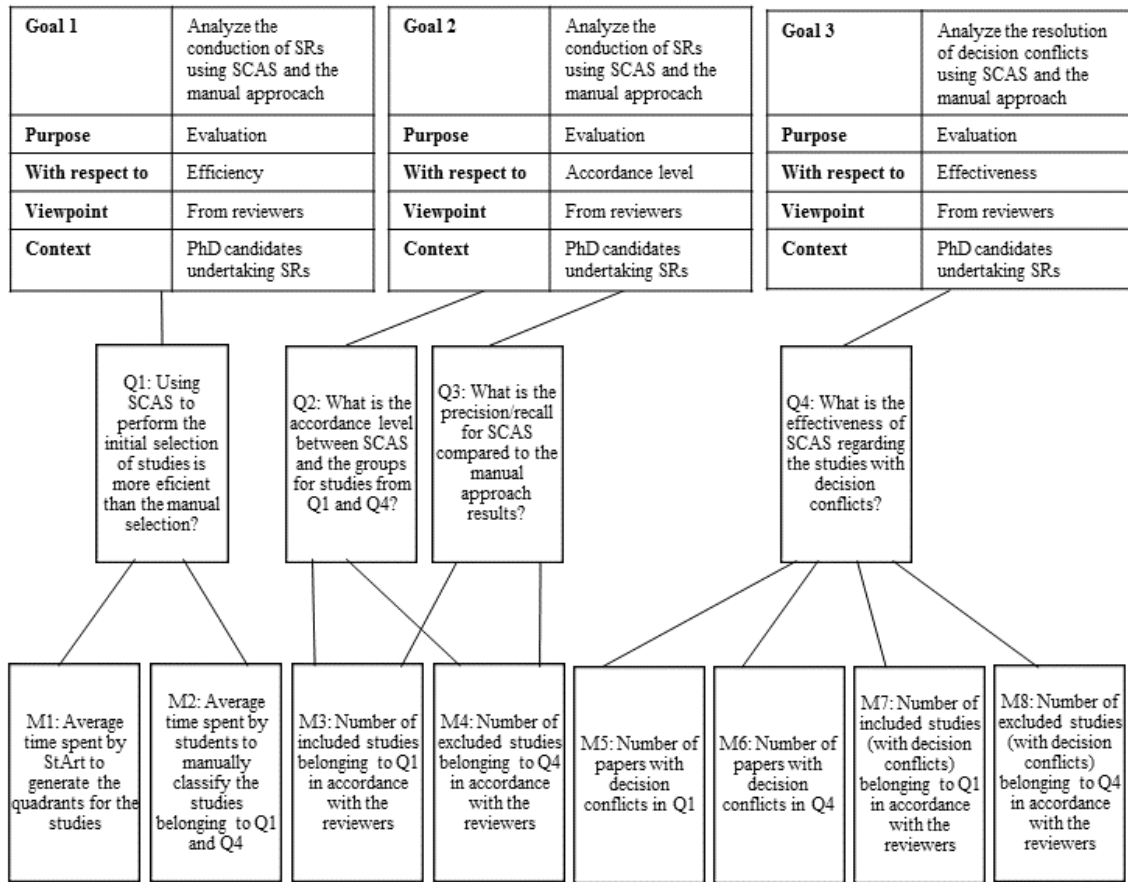 Goal 1
Analyze the
conduction of SRs
using SCAS and the
manual approcach
Purpose
Evaluation
With respect to
Efficiency
Viewpoint
From reviewers
Context
PhD candidates
undertaking SRs
Goal 2
Analyze the
conduction of SRs
using SCAS and the
manual approcach
Purpose
Evaluation
With respect to
Accordance level
Viewpoint
From reviewers
Context
PhD candidates
undertaking SRs
Goal 3
Analyze the resolution
of decision conflicts
using SCAS and the
manual approach
Purpose
Evaluation
With respect to
Effectiveness
Viewpoint
From reviewers
Context
PhD candidates
undertaking SRs
Q1: Using
SCAS to
perform the
initial selection
of studies is
more eficient
than the manual
selection?
Q2: What is the
accordance level
between SCAS
and the groups
for studies from
Q1 and Q4?
Q3: What is the
precision/recall
for SCAS
compared to the
manual
approach
results?
Q4: What is the
effectiveness of
SCAS regarding
the studies with
decision
conflicts?
M1: Average
time spent by
StArt to
generate the
quadrants for the
studies
M2: Average
time spent by
students to
manually
classify the
studies
belonging to Q1
and Q4
M3: Number of
included studies
belonging to Q1
in accordance
with the
reviewers
M4: Number of
excluded studies
belonging to Q4
in accordance
with the
reviewers
M5: Number of
papers with
decision
conflicts in Q1
M6: Number of
papers with
decision
conflicts in Q4
M7: Number of
included studies
(with decision
conflicts)
belonging to Q1
in accordance
with the
reviewers
M8: Number of
excluded studies
(with decision
conflicts)
belonging to Q4
in accordance
with the
reviewers